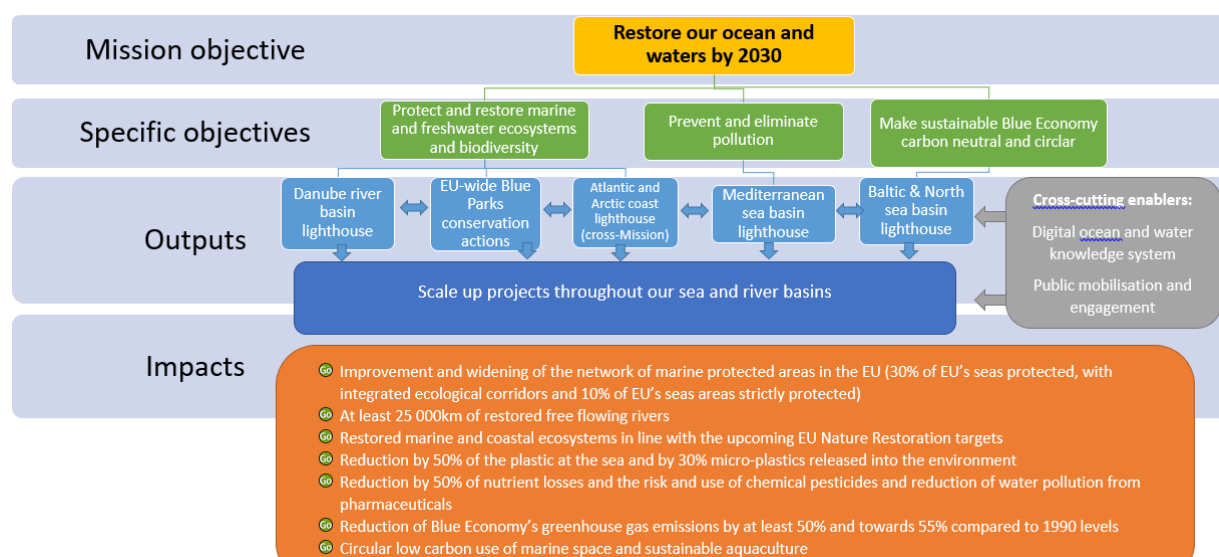 Mission objective
Restore our ocean and
waters by 2030
Specific objectives
Protect and restore marine
and freshwater ecosystems
and biodiversity
Prevent and eliminate
pollution
Make sustainable Blue Economy
carbon neutral and circlar
Outputs
Danube river
basin
lighthouse
EU-wide Blue
Parks
conservation
actions
Atlantic and
Arctic coast
lighthouse
(cross-Mission)
Mediterranean
sea basin
lighthouse
Baltic & North
sea basin
lighthouse
Cross-cutting enablers:
Digital ocean and water
knowledge system
Public mobilisation and
engagement
Scale up projects throughout our sea and river basins
Impacts
Go Improvement and widening of the network of marine protected areas in the EU (30% of EU's seas protected, with
integrated ecological corridors and 10% of EU's seas areas strictly protected)
Go At least 25 000km of restored free flowing rivers
Go Restored marine and coastal ecosystems in line with the upcoming EU Nature Restoration targets
Go Reduction by 50% of the plastic at the sea and by 30% micro-plastics released into the environment
Go Reduction by 50% of nutrient losses and the risk and use of chemical pesticides and reduction of water pollution from
pharmaceuticals
Go Reduction of Blue Economy's greenhouse gas emissions by at least 50% and towards 55% compared to 1990 levels
Go Circular low carbon use of marine space and sustainable aquaculture